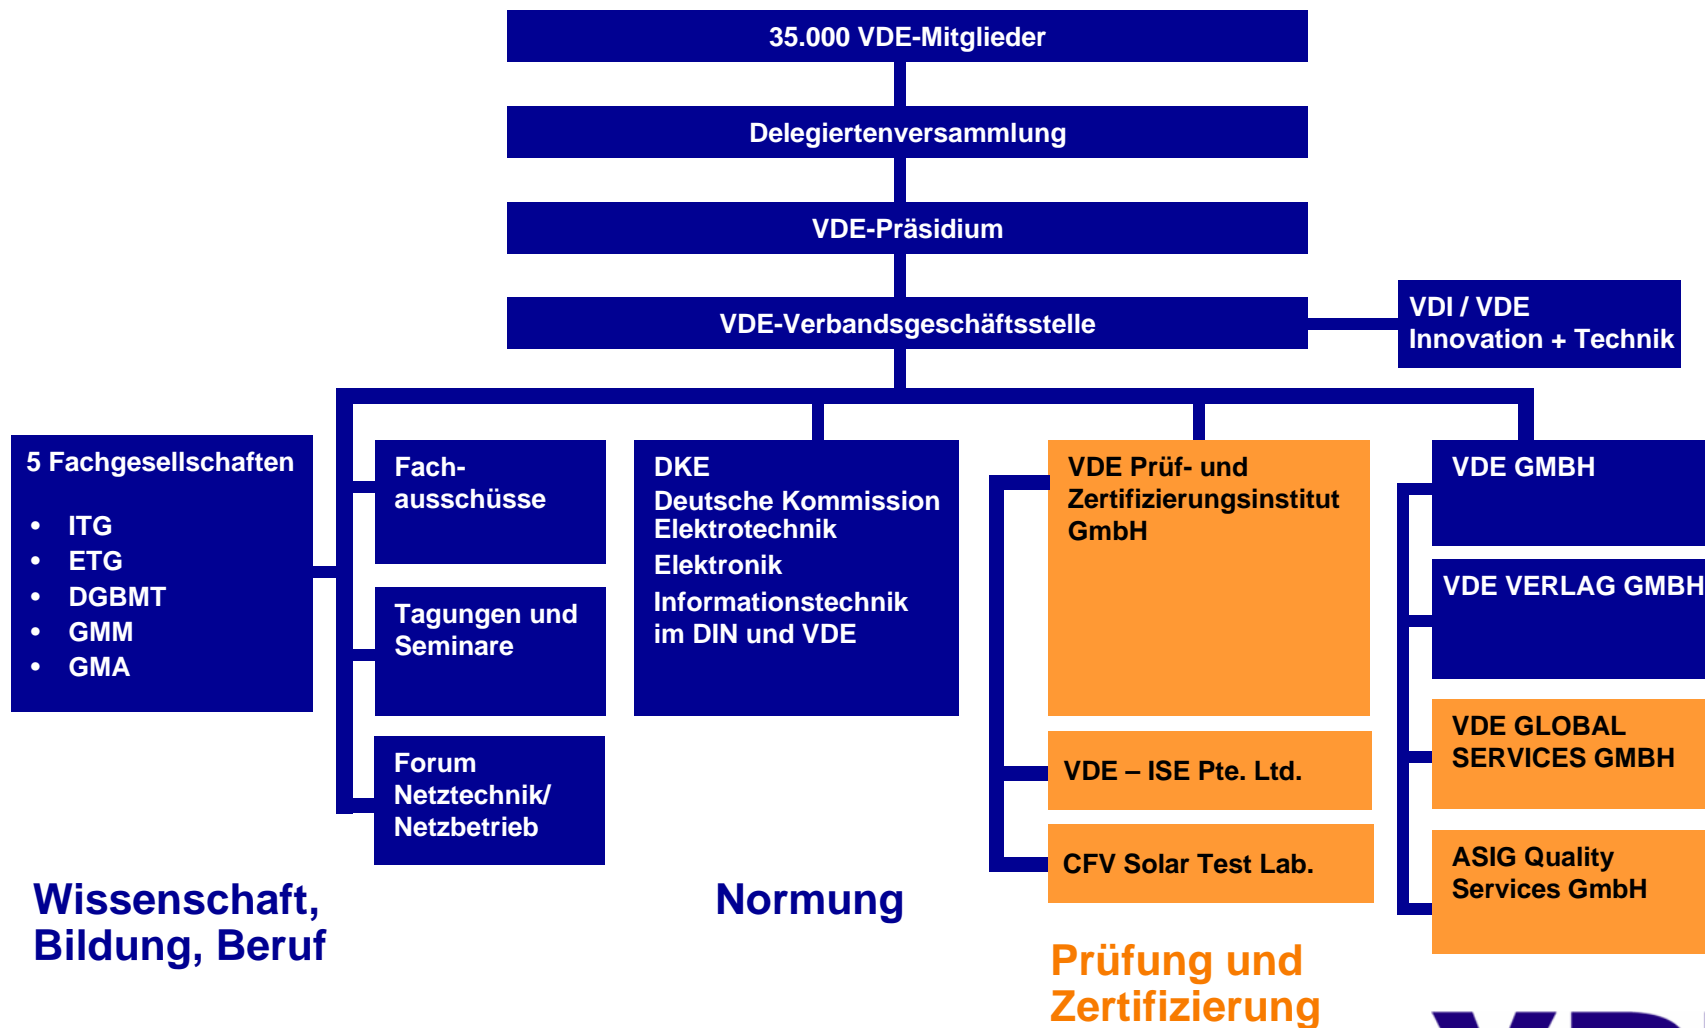 35.000 VDE-Mitglieder
Delegiertenversammlung
VDE-Präsidium
VDE-Verbandsgeschäftsstelle
VDI / VDE
Innovation + Technik
5 Fachgesellschaften
• ITG
• ETG
• DGBMT
• GMM
• GMA
Fach-
ausschüsse
Tagungen und
Seminare
Forum
Netztechnik/
Netzbetrieb
DKE
Deutsche Kommission
Elektrotechnik
Elektronik
Informationstechnik
im DIN und VDE
VDE Prüf- und
Zertifizierungsinstitut
GmbH
VDE – ISE Pte. Ltd.
CFV Solar Test Lab.
VDE GMBH
VDE VERLAG GMBH
VDE GLOBAL
SERVICES GMBH
ASIG Quality
Services GmbH
Wissenschaft,
Bildung, Beruf
Normung
Prüfung und
Zertifizierung